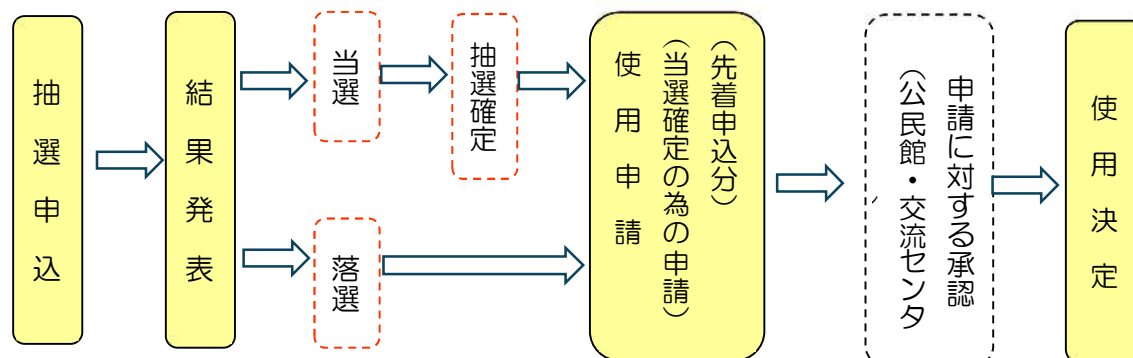 抽選申込
結果発表
当選
抽選確定
落選
（先着申込分）
（当選確定の為の申請）
使用申請
申請に対する承認
（公民館・交流センタ
使用決定